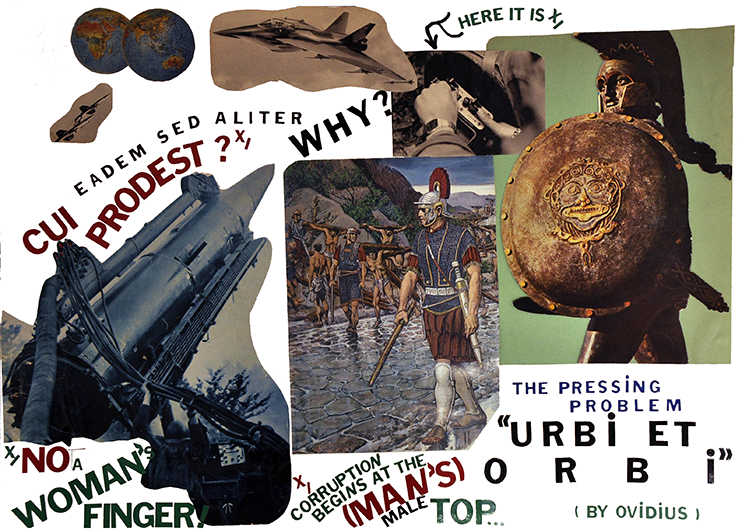 HERE IT IS X,
EADEM SED ALITER
WHY?
CUI PRODEST? X,
THE PRESSiNG
PROBLEM
"URBi ET
ORBi"
(BY OViDiUS)
X, NO A
WOMAN'S
FINGER!
X, CORRUPTION
BEGINS AT THE
(MAN'S)
MALE TOP...